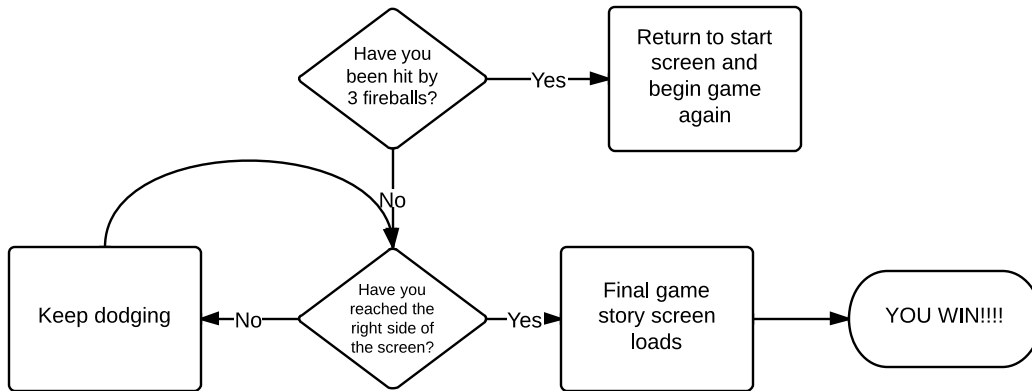 Have you
been hit by
3 fireballs?
Yes
Return to start
screen and
begin game
again
No
Keep dodging
No
Have you
reached the
right side of
the screen?
Yes
Final game
story screen
loads
YOU WIN!!!!